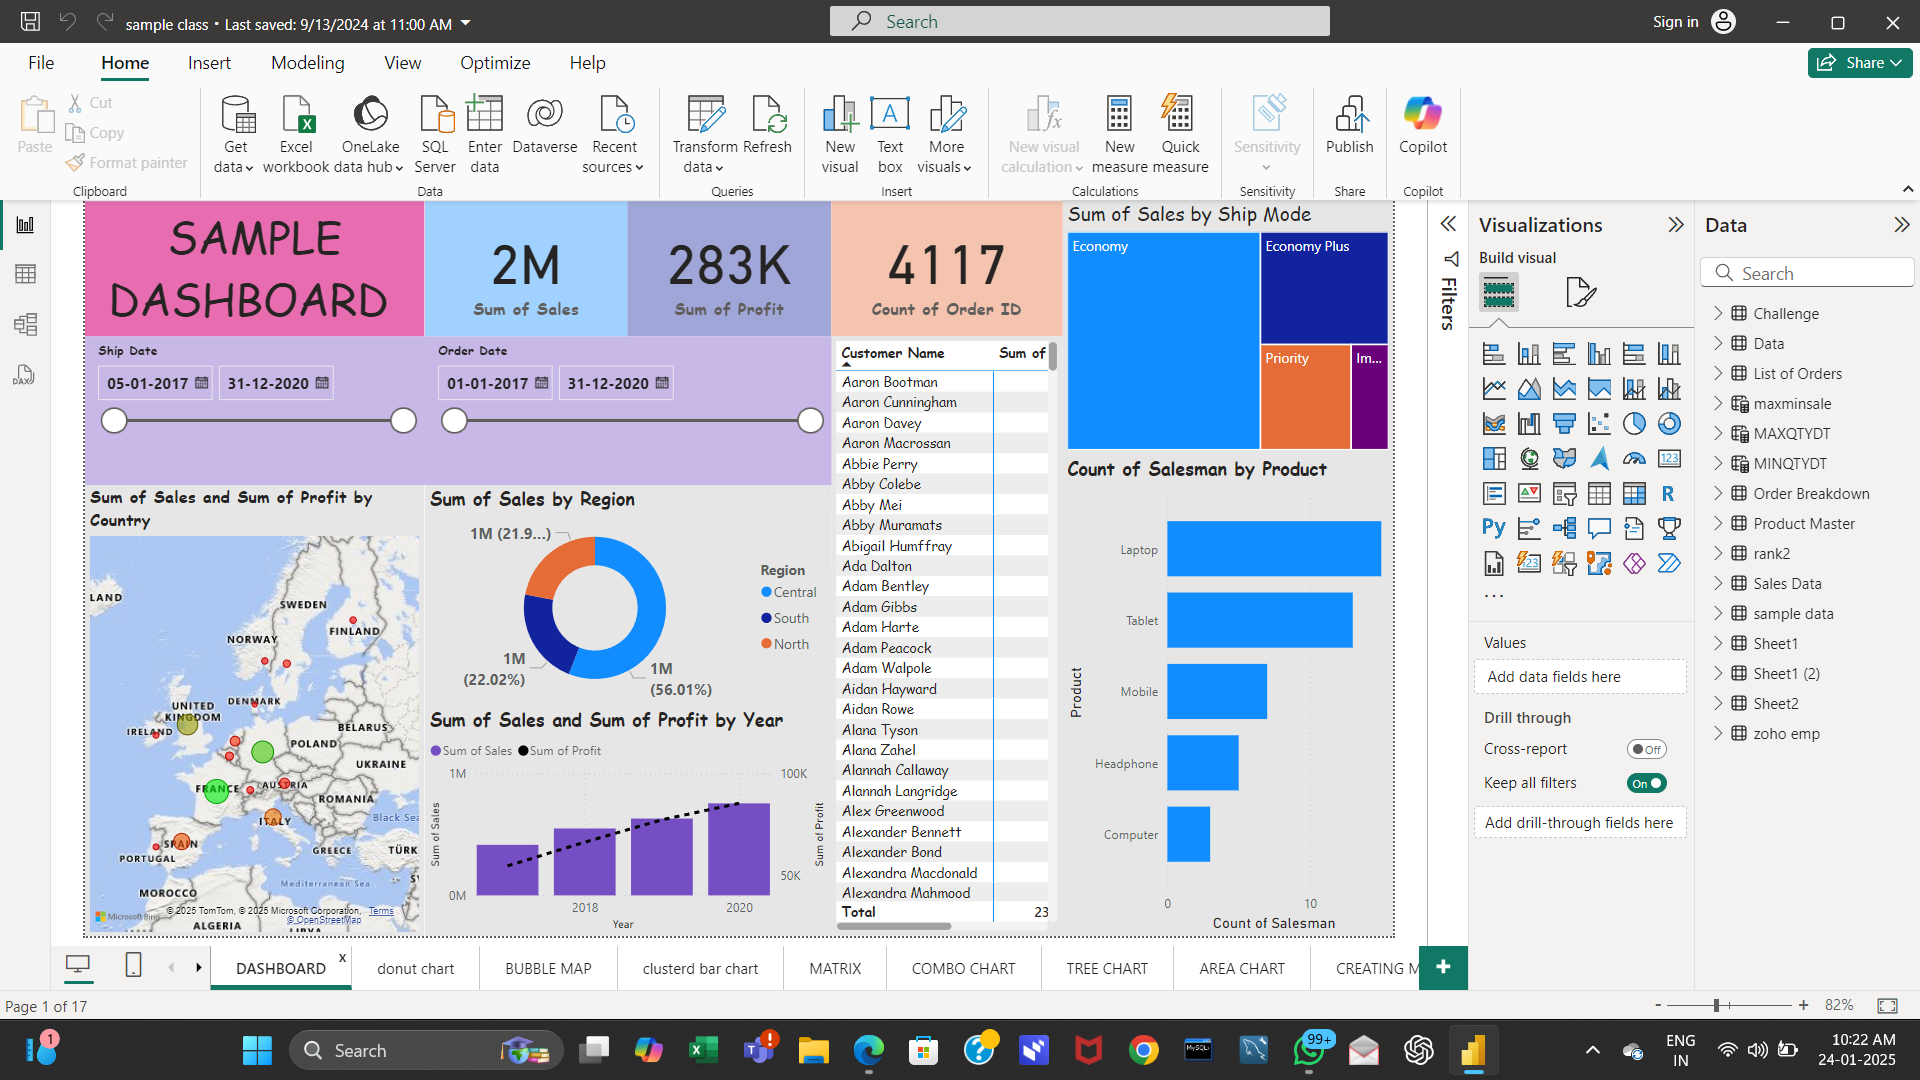 sample class • Last saved: 9/13/2024 at 11:00 AM
Search
Sign in
File
Home
Insert
Modeling
View
Optimize
Help
Share
Paste
Cut
Copy
Format painter
Clipboard
Get data
Excel workbook
OneLake data hub
SQL Server
Enter data
Dataverse
Recent sources
Data
Transform data
Refresh
Queries
New visual
Text box
More visuals
Insert
New visual calculation
New measure
Quick measure
Calculations
Sensitivity
Sensitivity
Publish
Share
Copilot
Copilot
SAMPLE
DASHBOARD
2M
Sum of Sales
283K
Sum of Profit
4117
Count of Order ID
Ship Date
05-01-2017
31-12-2020
Order Date
01-01-2017
31-12-2020
Sum of Sales and Sum of Profit by
Country
LAND
SWEDEN
FINLAND
NORWAY
UNITED
KINGDOM
DENMARK
IRELAND
BELARUS
POLAND
UKRAINE
FRANCE
AUSTRIA
ROMANIA
ITALY
Black Sea
SPAIN
PORTUGAL
GREECE
TÜRK
Mediterranean Sea
MOROCCO
ALGERIA
LIBYA
Microsoft Bing
© 2025 TomTom, © 2025 Microsoft Corporation, Terms
© OpenStreetMap
Sum of Sales by Region
1M (21.9...)
1M
(22.02%)
1M
(56.01%)
Region
Central
South
North
Sum of Sales and Sum of Profit by Year
Sum of Sales
Sum of Profit
1M
0M
100K
50K
Sum of Sales
Sum of Profit
2018
2020
Year
Customer Name
Sum of
Aaron Bootman
Aaron Cunningham
Aaron Davey
Aaron Macrossan
Abbie Perry
Abby Colebe
Abby Mei
Abby Muramats
Abigail Humffray
Ada Dalton
Adam Bentley
Adam Gibbs
Adam Harte
Adam Peacock
Adam Walpole
Aidan Hayward
Aidan Rowe
Alana Tyson
Alana Zahel
Alannah Callaway
Alannah Langridge
Alex Greenwood
Alexander Bennett
Alexander Bond
Alexandra Macdonald
Alexandra Mahmood
Total
23
Sum of Sales by Ship Mode
Economy
Economy Plus
Priority
Im...
Count of Salesman by Product
Product
Laptop
Tablet
Mobile
Headphone
Computer
0
10
Count of Salesman
Filters
Visualizations
Build visual
123
R
Py
123
...
Values
Add data fields here
Drill through
Cross-report
Off
Keep all filters
On
Add drill-through fields here
Data
Search
Challenge
Data
List of Orders
maxminsale
MAXQTYDT
MINQTYDT
Order Breakdown
Product Master
rank2
Sales Data
sample data
Sheet1
Sheet1 (2)
Sheet2
zoho emp
DASHBOARD
x
donut chart
BUBBLE MAP
clusterd bar chart
MATRIX
COMBO CHART
TREE CHART
AREA CHART
CREATING M
+
Page 1 of 17
82%
1
Search
99+
ENG
IN
10:22 AM
24-01-2025